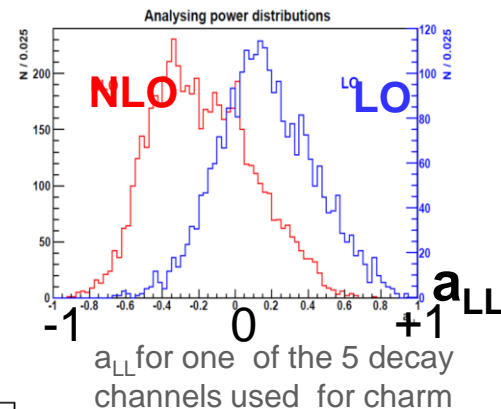 Analysing power distributions
N / 0.025
N / 0.025
200
150
100
50
0
120
100
80
60
40
20
0
NLO
LO
LO
-1 -0.8 -0.6 -0.4 -0.2 0 0.2 0.4 0.6 0.8 1
-1 0 +1
aLL
aLL for one of the 5 decay
channels used for charm